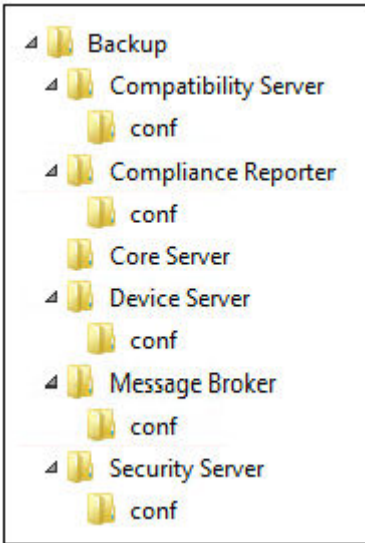 Backup
Compatibility Server
conf
Compliance Reporter
conf
Core Server
Device Server
conf
Message Broker
conf
Security Server
conf